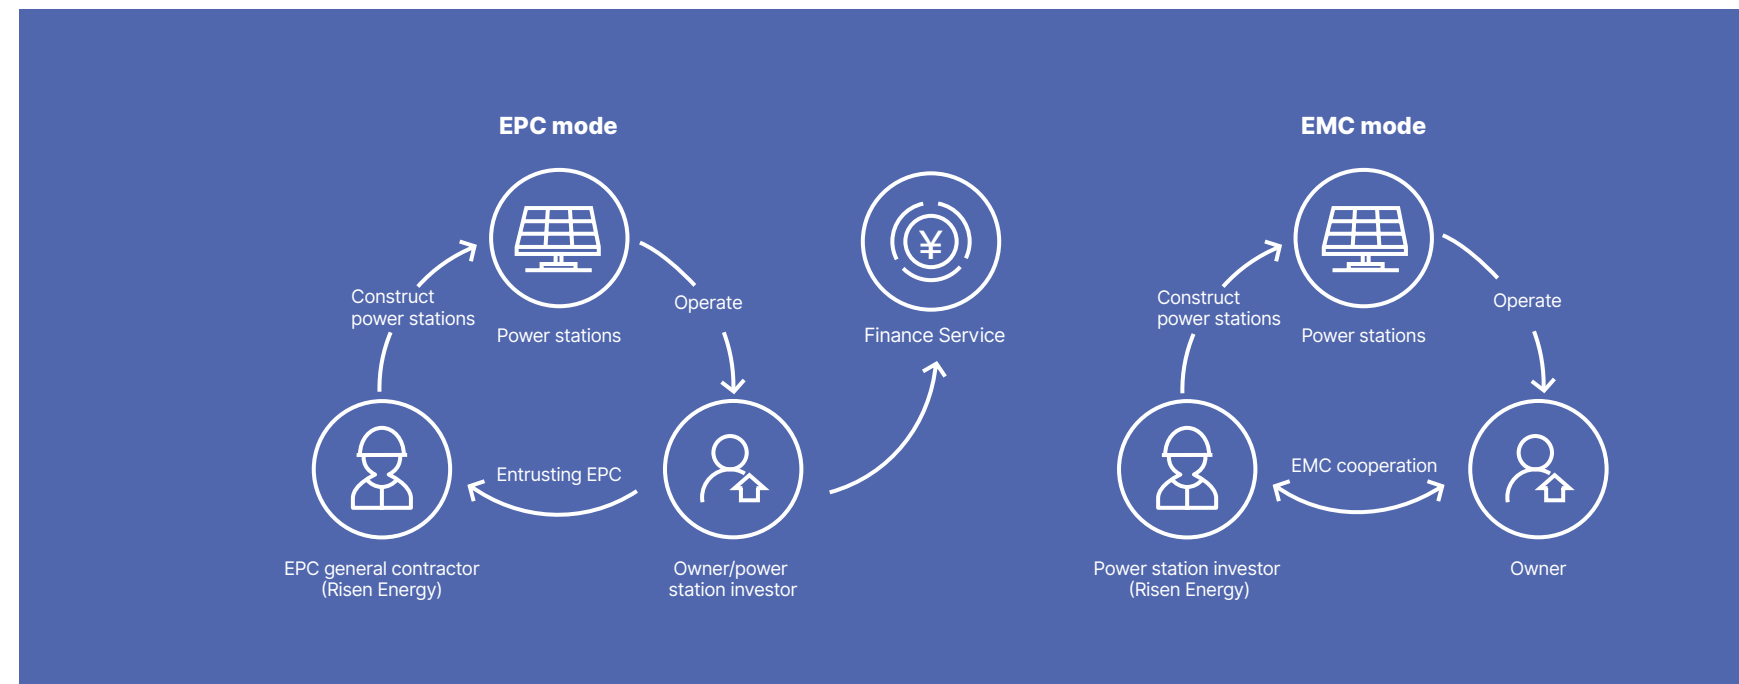 EPC mode
Construct
power stations
Power stations
Operate
Entrusting EPC
EPC general contractor
(Risen Energy)
Owner/power
station investor
¥
Finance Service
EMC mode
Construct
power stations
Power stations
Operate
EMC cooperation
Power station investor
(Risen Energy)
Owner